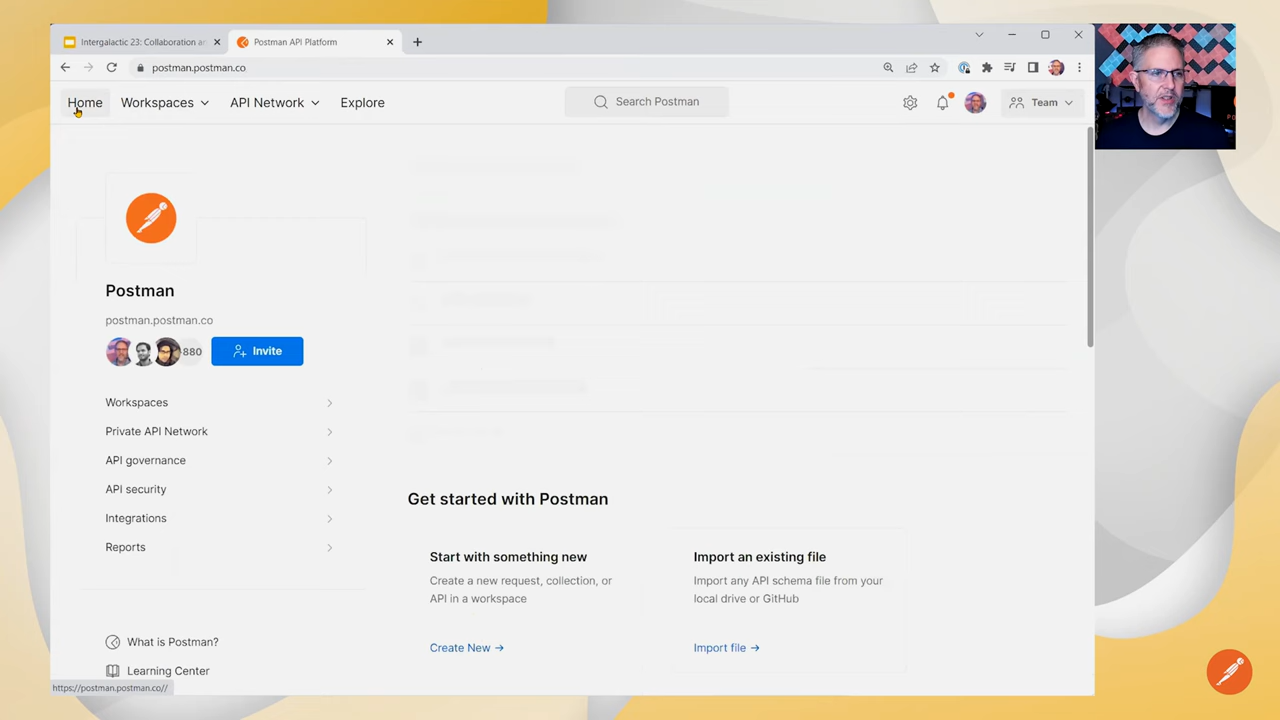 Intergalactic 23: Collaboration an
Postman API Platform
postman.postman.co
Home
Workspaces
API Network
Explore
Search Postman
Team
Postman
postman.postman.co
880
Invite
Workspaces
Private API Network
API governance
API security
Integrations
Reports
What is Postman?
Learning Center
Get started with Postman
Start with something new
Create a new request, collection, or
API in a workspace
Create New →
Import an existing file
Import any API schema file from your
local drive or GitHub
Import file →
https://postman.postman.co//